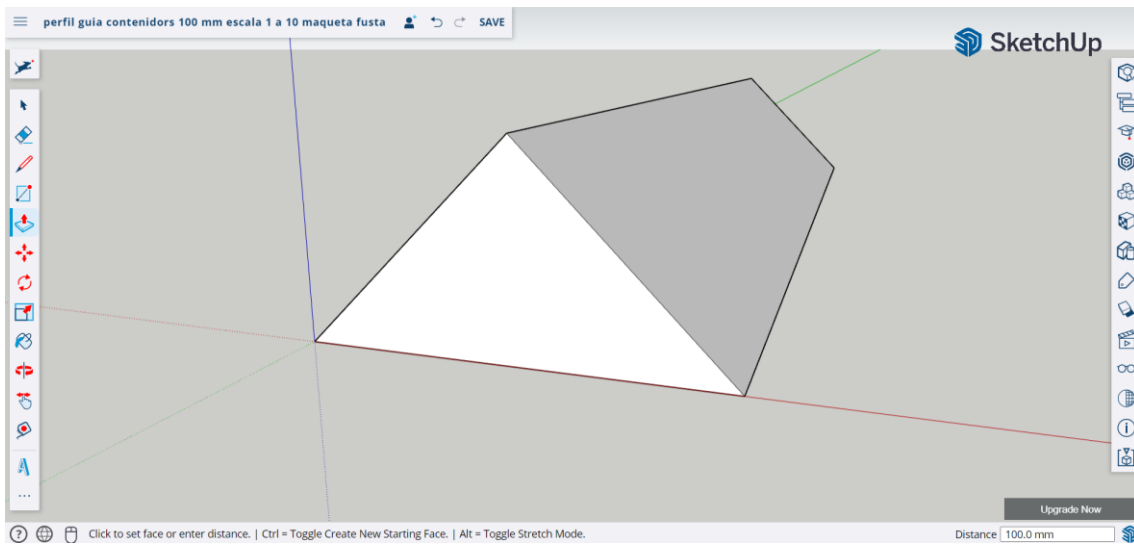 perfil guia contenidors 100 mm escala 1 a 10 maqueta fusta SAVE
SketchUp
Upgrade Now
Click to set face or enter distance. | Ctrl = Toggle Create New Starting Face. | Alt = Toggle Stretch Mode. Distance 100.0 mm